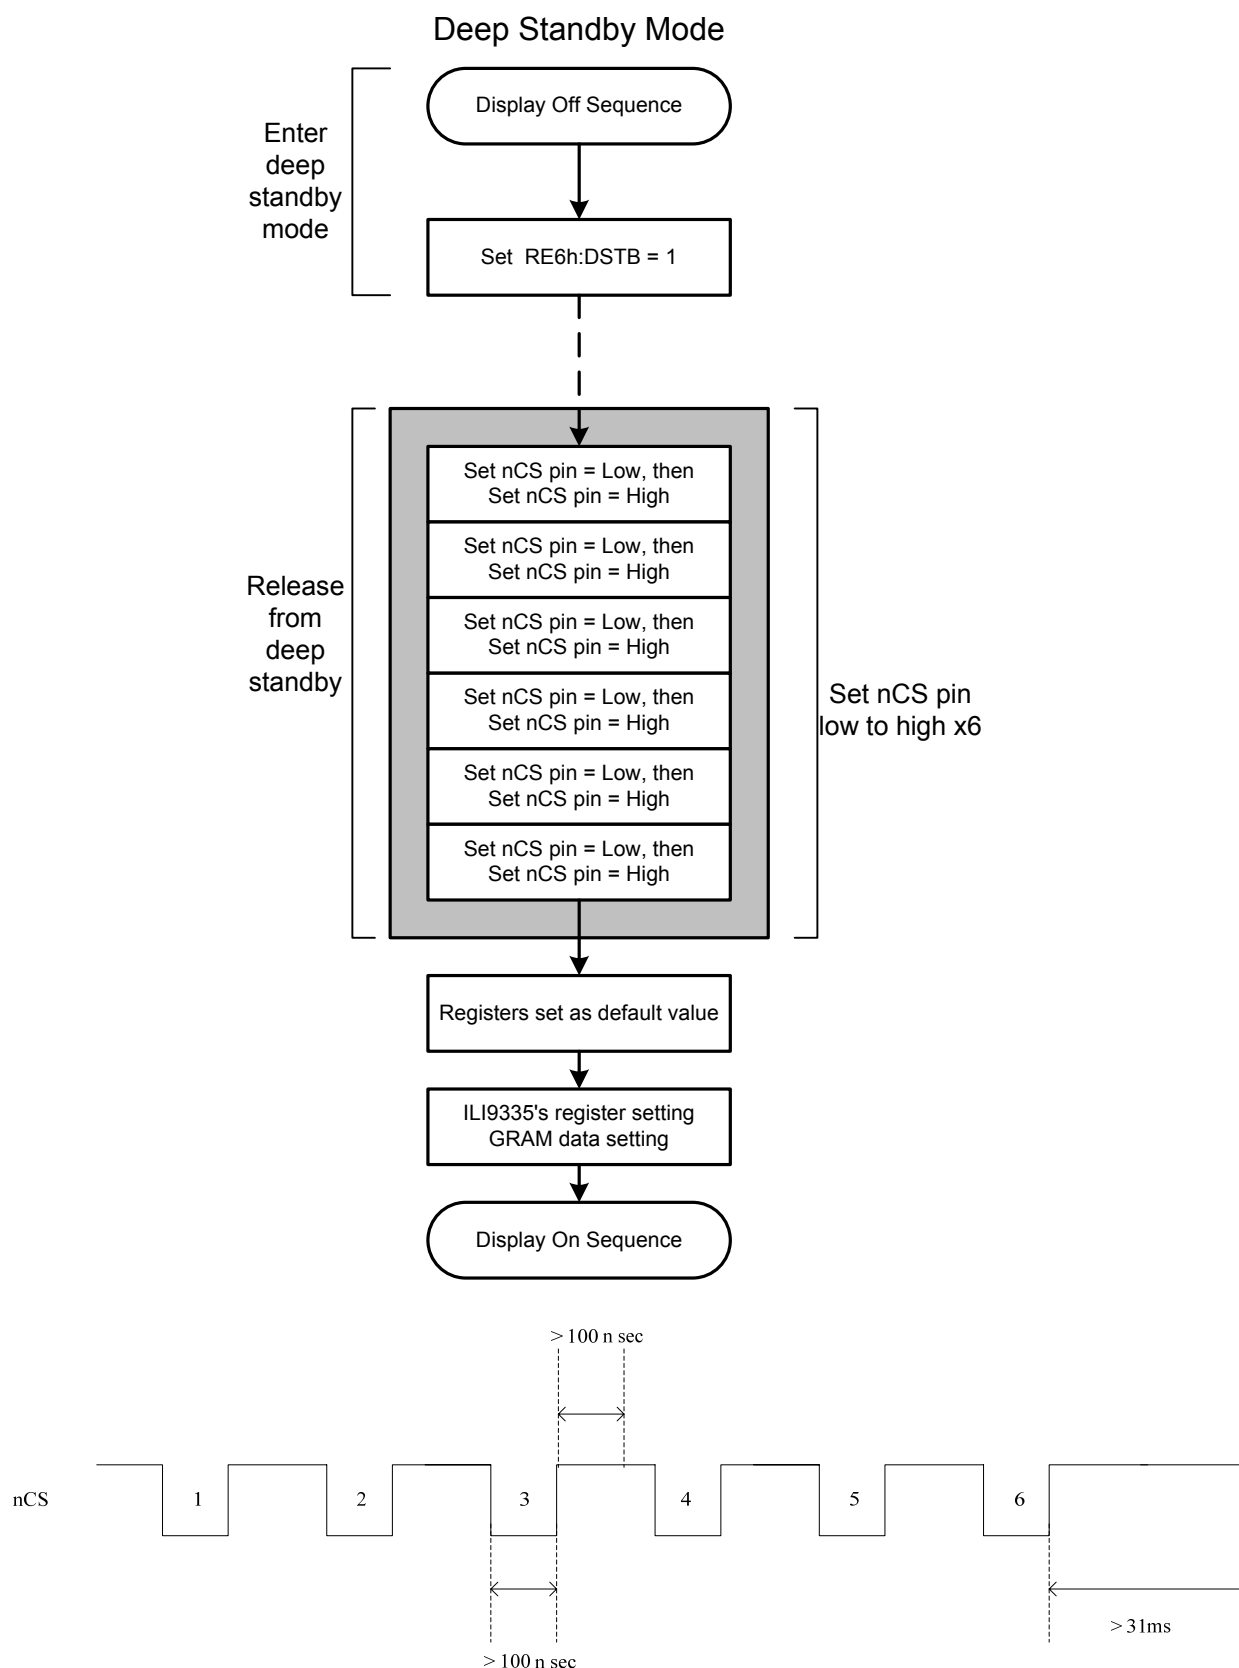 Deep Standby Mode
Display Off Sequence
Enter
deep
standby
mode
Set RE6h:DSTB = 1
Set nCS pin = Low, then
Set nCS pin = High
Set nCS pin = Low, then
Set nCS pin = High
Set nCS pin = Low, then
Set nCS pin = High
Set nCS pin = Low, then
Set nCS pin = High
Set nCS pin = Low, then
Set nCS pin = High
Set nCS pin = Low, then
Set nCS pin = High
Release
from
deep
standby
Set nCS pin
low to high x6
Registers set as default value
ILI9335's register setting
GRAM data setting
Display On Sequence
> 100 n sec
nCS 1 2 3 4 5 6
> 31ms
> 100 n sec